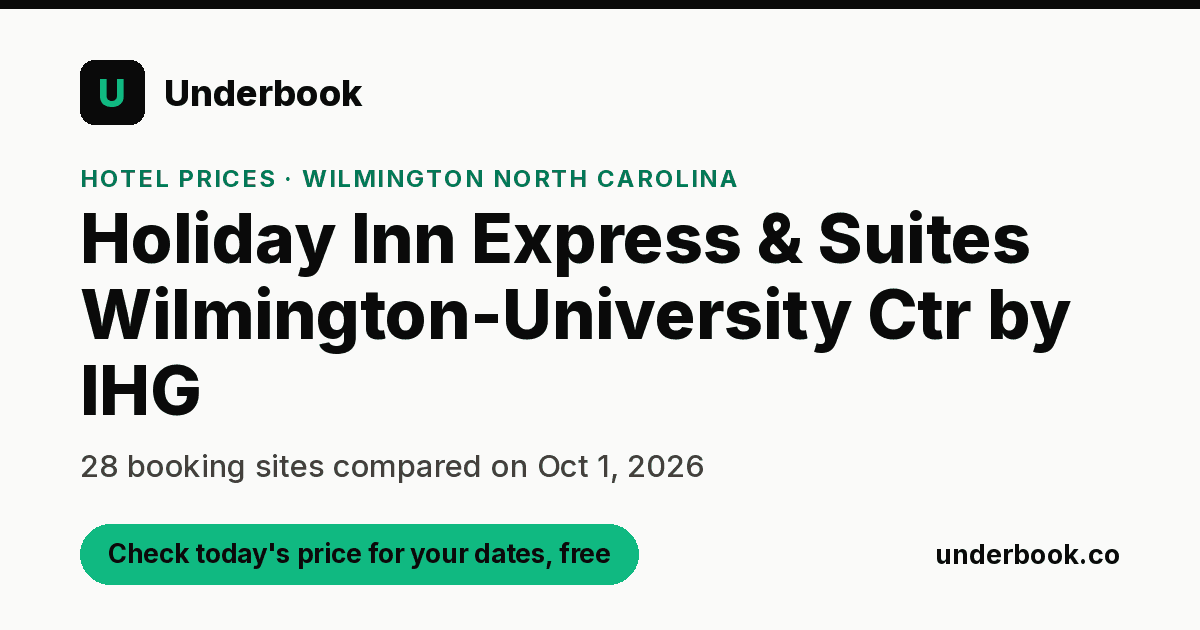 U
Underbook
HOTEL PRICES · WILMINGTON NORTH CAROLINA
Holiday Inn Express & Suites
Wilmington-University Ctr by
IHG
28 booking sites compared on Oct 1, 2026
Check today's price for your dates, free
underbook.co